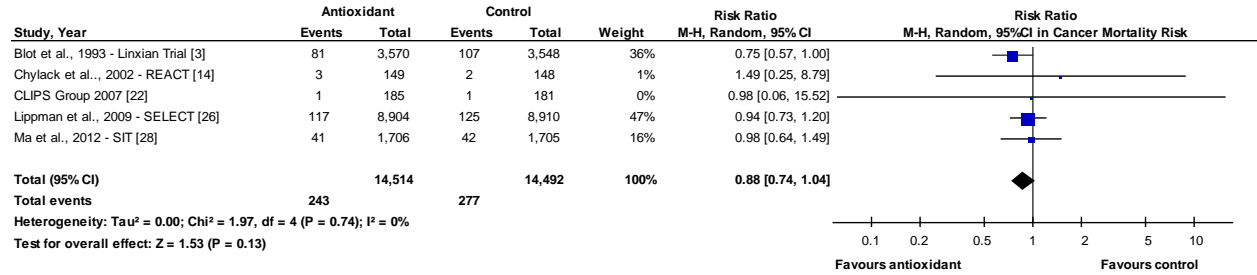 Antioxidant Control Risk Ratio Risk Ratio
Study, Year Events Total Events Total Weight M-H, Random, 95% CI M-H, Random, 95%CI in Cancer Mortality Risk
Blot et al., 1993 - Linxian Trial [3] 81 3,570 107 3,548 36% 0.75 [0.57, 1.00]
Chylack et al.., 2002 - REACT [14] 3 149 2 148 1% 1.49 [0.25, 8.79]
CLIPS Group 2007 [22] 1 185 1 181 0% 0.98 [0.06, 15.52]
Lippman et al., 2009 - SELECT [26] 117 8,904 125 8,910 47% 0.94 [0.73, 1.20]
Ma et al., 2012 - SIT [28] 41 1,706 42 1,705 16% 0.98 [0.64, 1.49]
Total (95% CI) 14,514 14,492 100% 0.88 [0.74, 1.04]
Total events 243 277
Heterogeneity: Tau² = 0.00; Chi² = 1.97, df = 4 (P = 0.74); I² = 0%
Test for overall effect: Z = 1.53 (P = 0.13)
0.1 0.2 0.5 1 2 5 10
Favours antioxidant Favours control